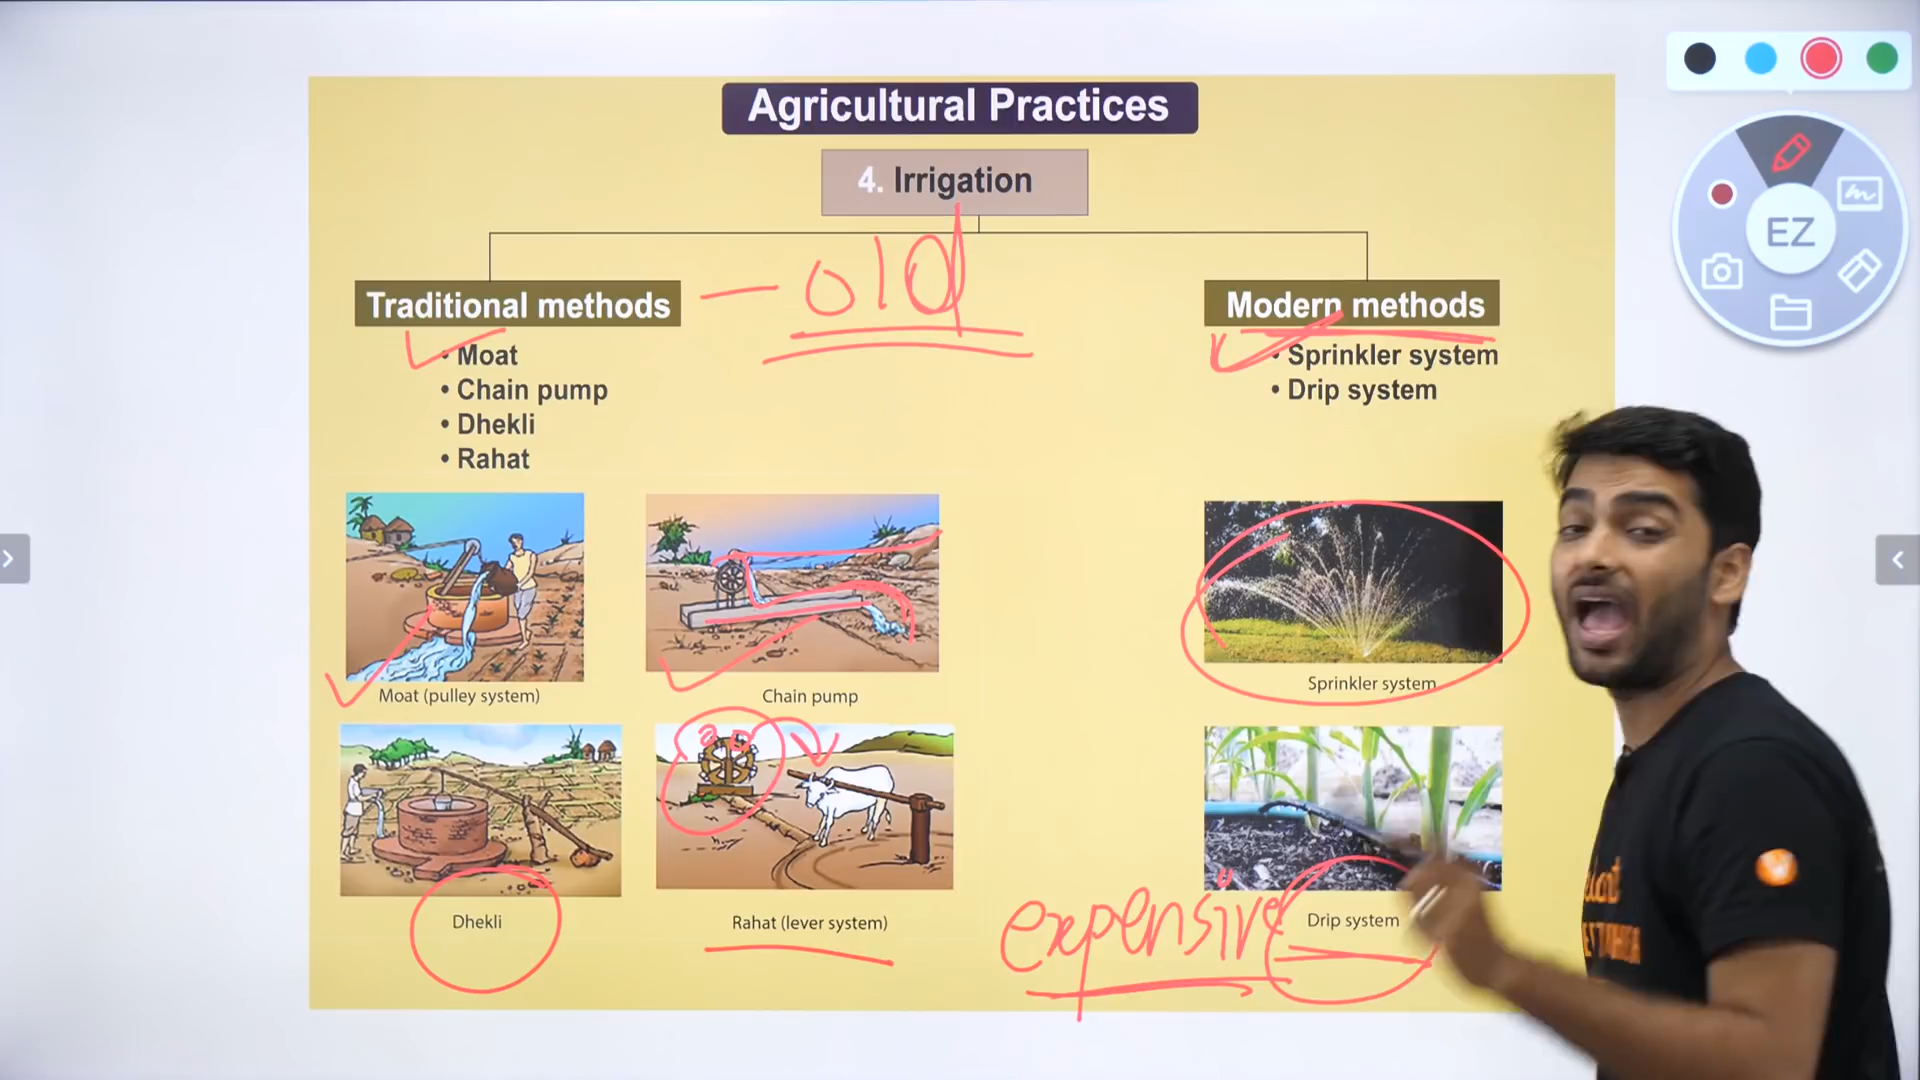 Agricultural Practices
4. Irrigation
Traditional methods
– old
Modern methods
• Moat
• Chain pump
• Dhekli
• Rahat
• Sprinkler system
• Drip system
Moat (pulley system)
Chain pump
Sprinkler system
Dhekli
Rahat (lever system)
expensive
Drip system
EZ
W